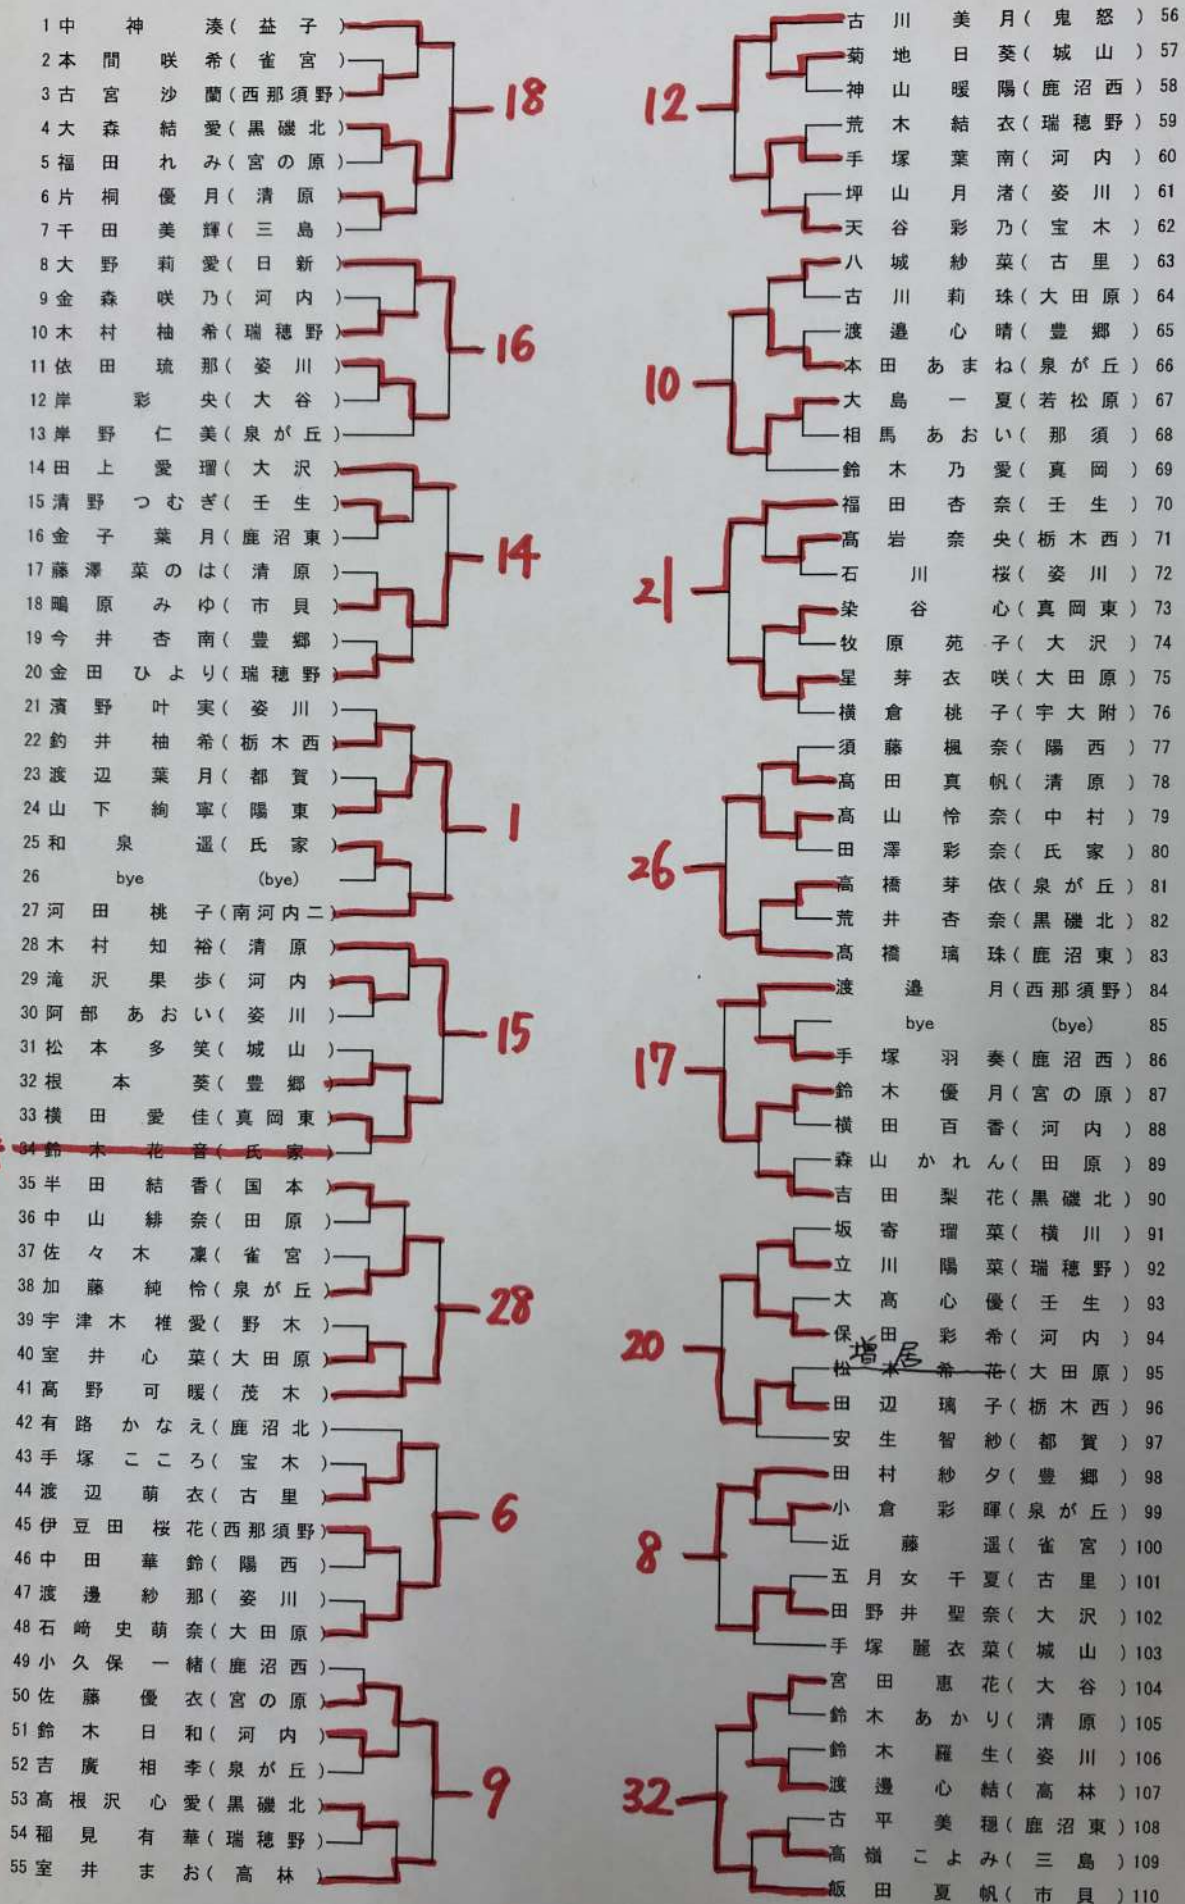 1 中神 湊 ( 益子 )
2 本間 咲希 ( 雀宮 )
3 古宮 沙蘭 ( 西那須野 )
4 大森 結愛 ( 黒磯北 )
5 福田 れみ ( 宮の原 )
6 片桐 優月 ( 清原 )
7 千田 美輝 ( 三島 )
18
8 大野 莉愛 ( 日新 )
9 金森 咲乃 ( 河内 )
10 木村 柚希 ( 瑞穂野 )
11 依田 琉那 ( 姿川 )
12 岸 彩央 ( 大谷 )
13 岸野 仁美 ( 泉が丘 )
16
14 田上 愛瑠 ( 大沢 )
15 清野 つむぎ ( 壬生 )
16 金子 葉月 ( 鹿沼東 )
17 藤澤 菜のは ( 清原 )
18 鴫原 みゆ ( 市貝 )
19 今井 杏南 ( 豊郷 )
20 金田 ひより ( 瑞穂野 )
14
21 濱野 叶実 ( 姿川 )
22 釣井 柚希 ( 栃木西 )
23 渡辺 葉月 ( 都賀 )
24 山下 絢寧 ( 陽東 )
25 和泉 遥 ( 氏家 )
26 bye (bye)
27 河田 桃子 ( 南河内二 )
1
28 木村 知裕 ( 清原 )
29 滝沢 果歩 ( 河内 )
30 阿部 あおい ( 姿川 )
31 松本 多笑 ( 城山 )
32 根本 葵 ( 豊郷 )
33 横田 愛佳 ( 真岡東 )
34 鈴木 花音 ( 氏家 )
15
35 半田 結香 ( 国本 )
36 中山 緋奈 ( 田原 )
37 佐々木 凜 ( 雀宮 )
38 加藤 純怜 ( 泉が丘 )
39 宇津木 椎愛 ( 野木 )
40 室井 心菜 ( 大田原 )
41 髙野 可暖 ( 茂木 )
28
42 有路 かなえ ( 鹿沼北 )
43 手塚 こころ ( 宝木 )
44 渡辺 萌衣 ( 古里 )
45 伊豆田 桜花 ( 西那須野 )
46 中田 華鈴 ( 陽西 )
47 渡邊 紗那 ( 姿川 )
48 石﨑 史萌奈 ( 大田原 )
6
49 小久保 一緒 ( 鹿沼西 )
50 佐藤 優衣 ( 宮の原 )
51 鈴木 日和 ( 河内 )
52 吉廣 相李 ( 泉が丘 )
53 髙根沢 心愛 ( 黒磯北 )
54 稲見 有華 ( 瑞穂野 )
55 室井 まお ( 高林 )
9
古川 美月 ( 鬼怒 ) 56
菊地 日葵 ( 城山 ) 57
神山 暖陽 ( 鹿沼西 ) 58
荒木 結衣 ( 瑞穂野 ) 59
手塚 葉南 ( 河内 ) 60
坪山 月渚 ( 姿川 ) 61
天谷 彩乃 ( 宝木 ) 62
12
八城 紗菜 ( 古里 ) 63
古川 莉珠 ( 大田原 ) 64
渡邉 心晴 ( 豊郷 ) 65
本田 あまね ( 泉が丘 ) 66
大島 一夏 ( 若松原 ) 67
相馬 あおい ( 那須 ) 68
鈴木 乃愛 ( 真岡 ) 69
10
福田 杏奈 ( 壬生 ) 70
髙岩 奈央 ( 栃木西 ) 71
石川 桜 ( 姿川 ) 72
染谷 心 ( 真岡東 ) 73
牧原 苑子 ( 大沢 ) 74
星 芽衣咲 ( 大田原 ) 75
横倉 桃子 ( 宇大附 ) 76
21
須藤 楓奈 ( 陽西 ) 77
髙田 真帆 ( 清原 ) 78
髙山 怜奈 ( 中村 ) 79
田澤 彩奈 ( 氏家 ) 80
高橋 芽依 ( 泉が丘 ) 81
荒井 杏奈 ( 黒磯北 ) 82
髙橋 璃珠 ( 鹿沼東 ) 83
26
渡邉 月 ( 西那須野 ) 84
bye (bye) 85
手塚 羽奏 ( 鹿沼西 ) 86
鈴木 優月 ( 宮の原 ) 87
横田 百香 ( 河内 ) 88
森山 かれん ( 田原 ) 89
吉田 梨花 ( 黒磯北 ) 90
17
坂寄 瑠菜 ( 横川 ) 91
立川 陽菜 ( 瑞穂野 ) 92
大髙 心優 ( 壬生 ) 93
保田 彩希 ( 河内 ) 94
増居
松本 希花 ( 大田原 ) 95
田辺 璃子 ( 栃木西 ) 96
安生 智紗 ( 都賀 ) 97
20
田村 紗夕 ( 豊郷 ) 98
小倉 彩暉 ( 泉が丘 ) 99
近藤 遥 ( 雀宮 ) 100
五月女 千夏 ( 古里 ) 101
田野井 聖奈 ( 大沢 ) 102
手塚 麗衣菜 ( 城山 ) 103
8
宮田 恵花 ( 大谷 ) 104
鈴木 あかり ( 清原 ) 105
鈴木 羅生 ( 姿川 ) 106
渡邊 心結 ( 高林 ) 107
古平 美穏 ( 鹿沼東 ) 108
高嶺 こよみ ( 三島 ) 109
飯田 夏帆 ( 市貝 ) 110
32